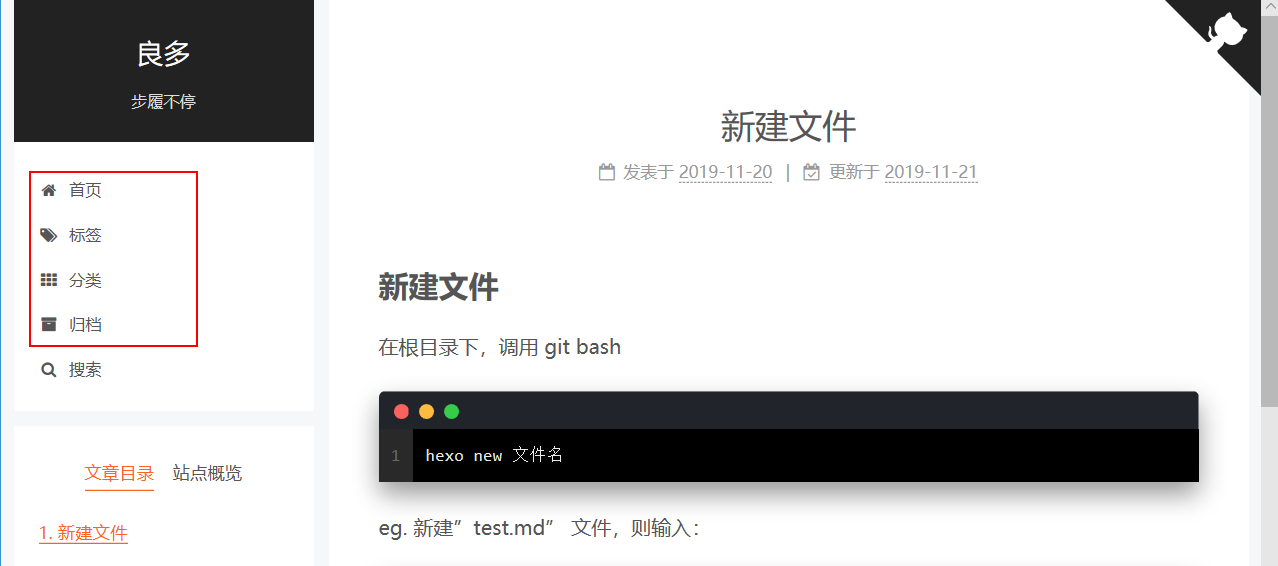 良多
步履不停
首页
标签
分类
归档
搜索
文章目录 站点概览
1. 新建文件
新建文件
发表于 2019-11-20 | 更新于 2019-11-21
新建文件
在根目录下，调用 git bash
1 hexo new 文件名
eg. 新建”test.md” 文件，则输入：